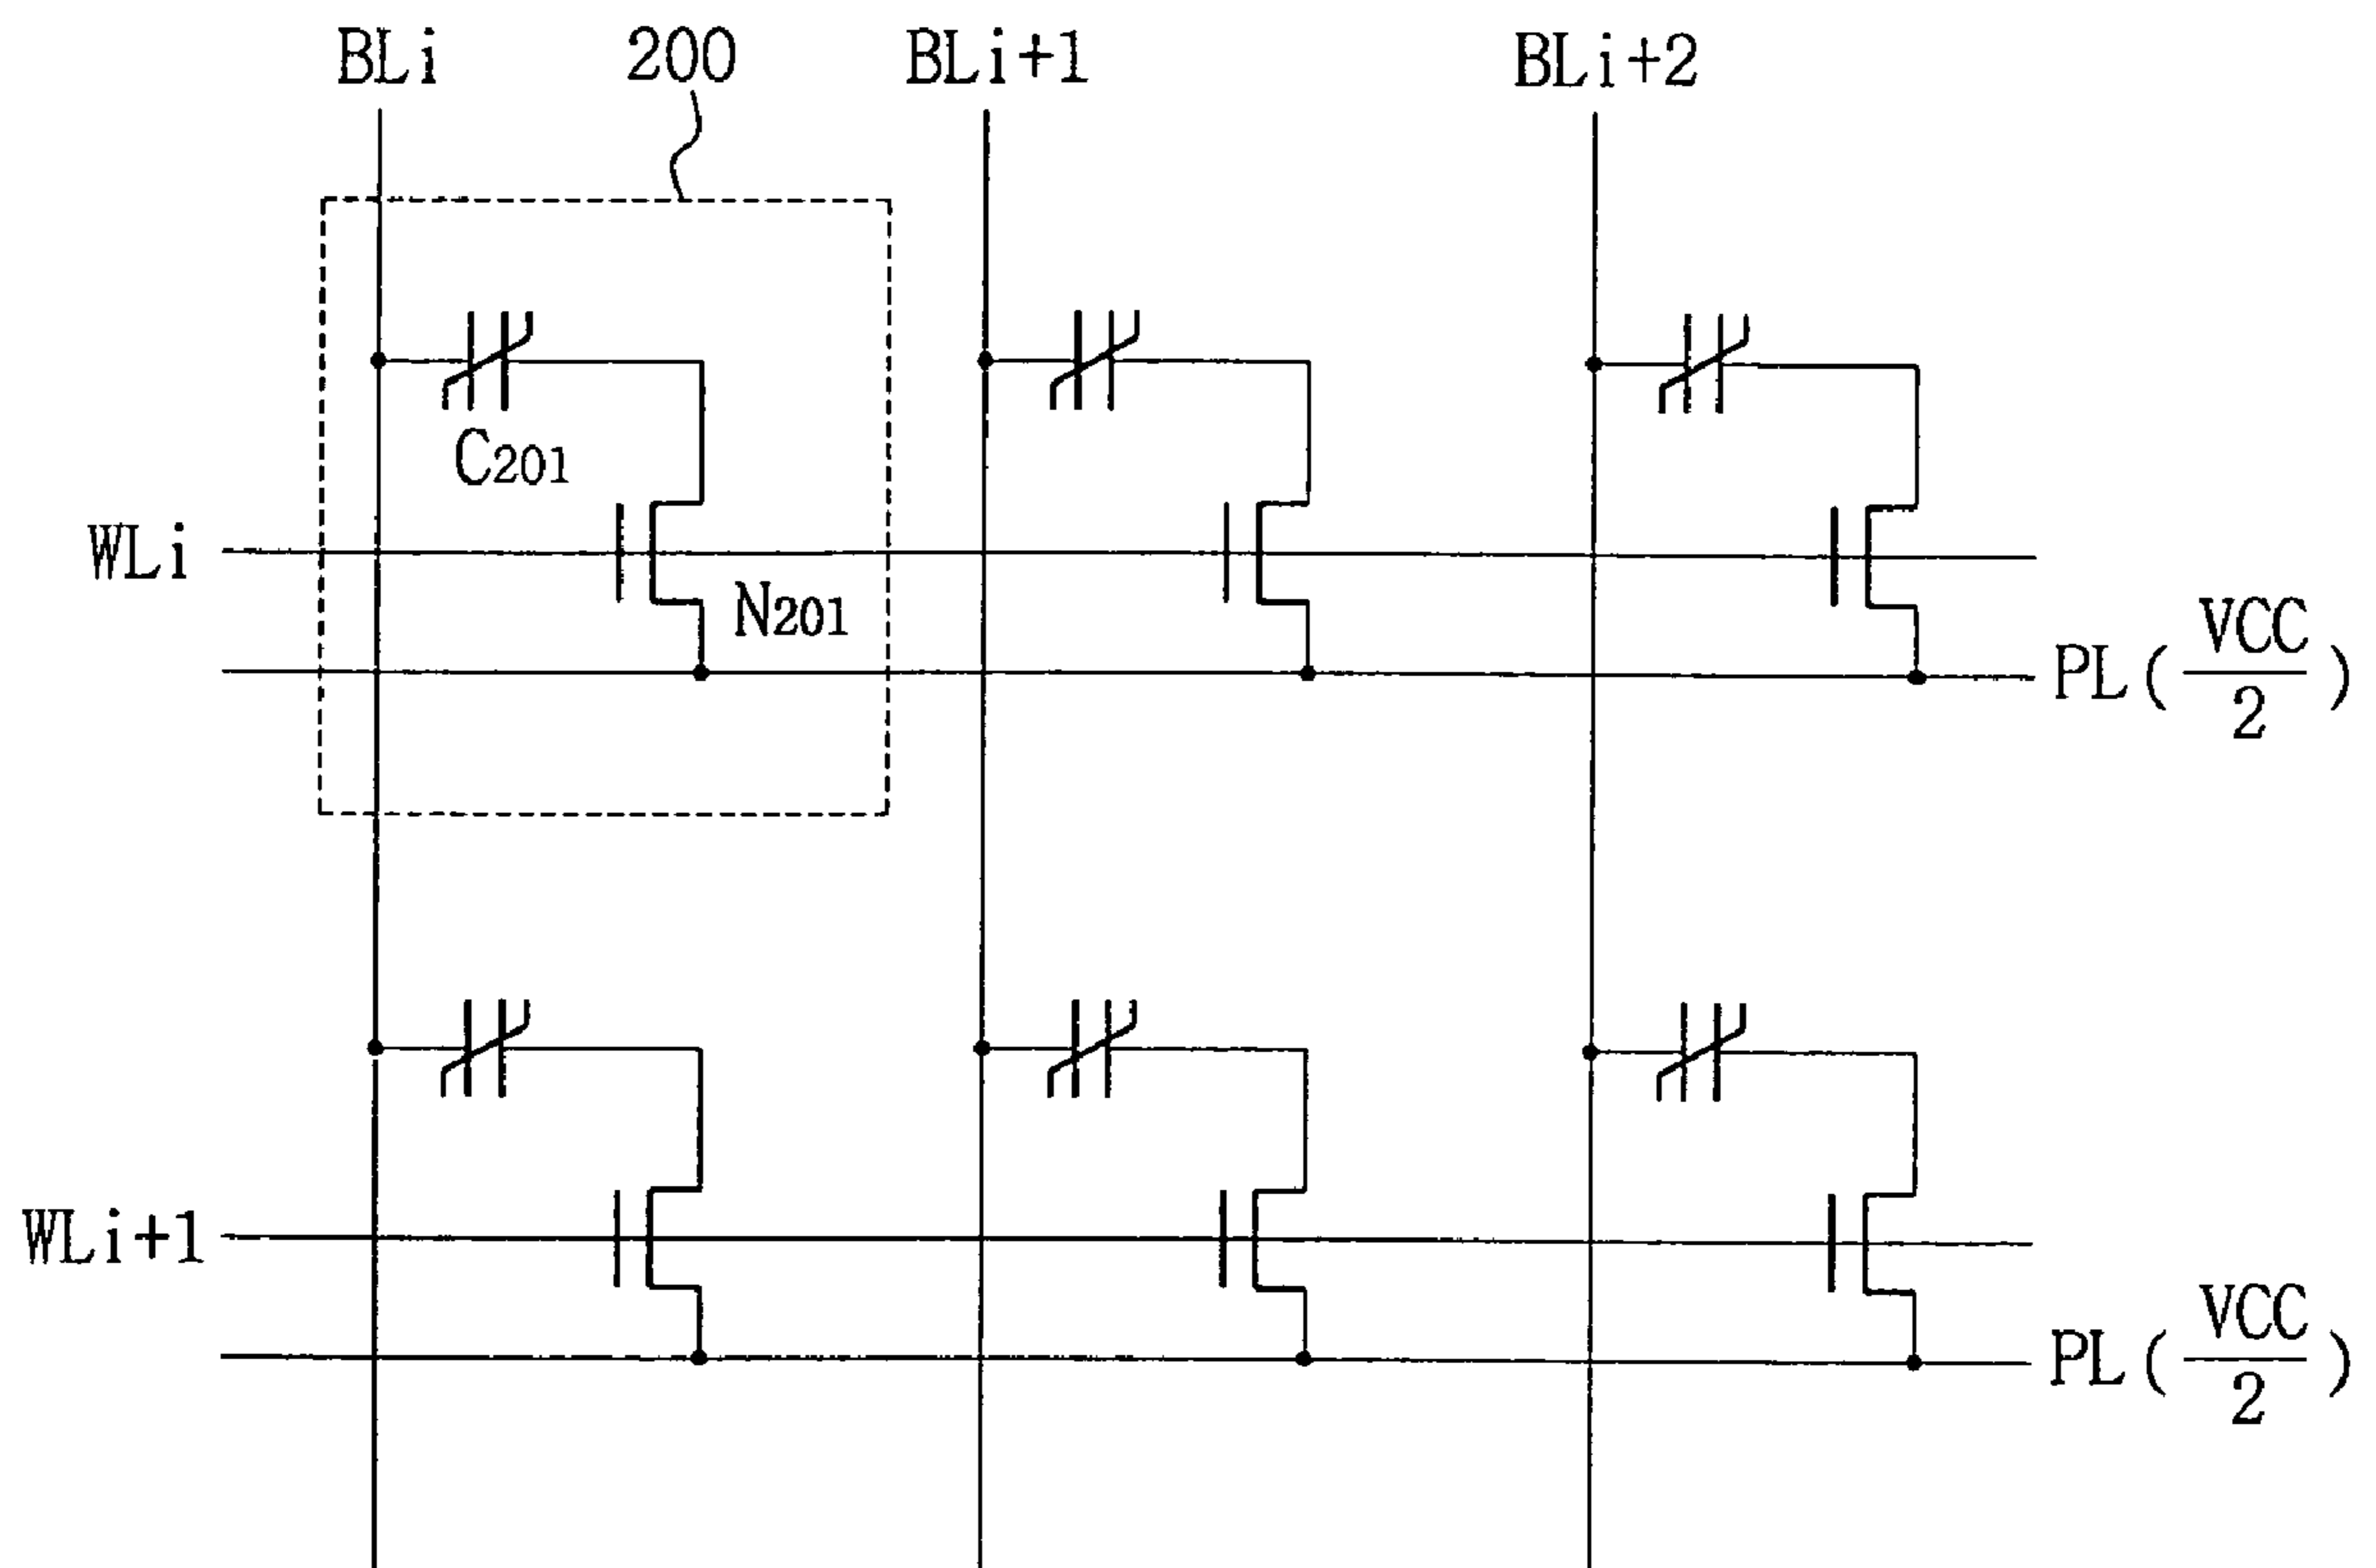 BLi 200 BLi+1 BLi+2
C201
WLi
N201
PL(VCC/2)
WLi+1
PL(VCC/2)